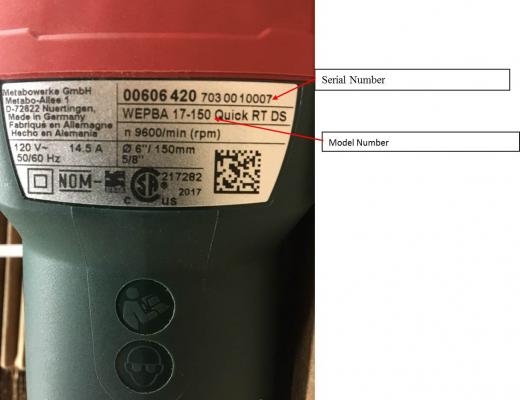 Metabowerke GmbH
Metabo-Allee 1
D-72622 Nuertingen,
Made in Germany
Fabriqué en Allemagne
Hecho en Alemania
00606 420 703 00 10007
WEPBA 17-150 Quick RT DS
n 9600/min (rpm)
120 V~ 14.5 A
50/60 Hz
Ø 6"/ 150mm
5/8"
NOM-
217282
2017
c us
Serial Number
Model Number